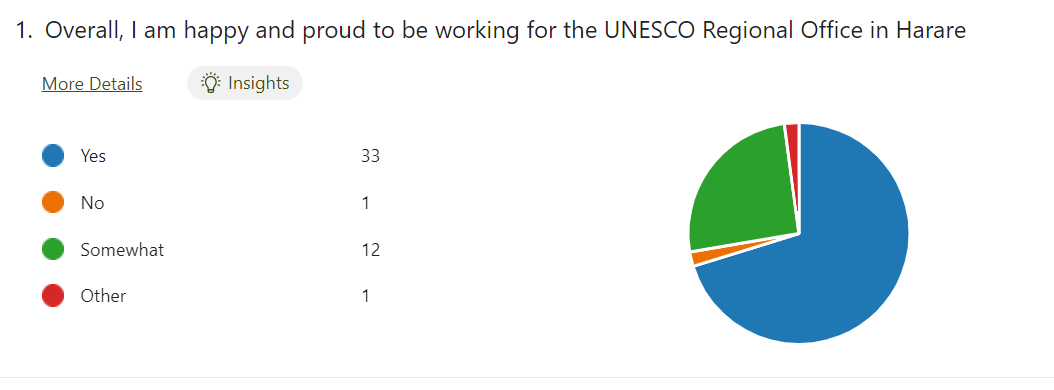 1. Overall, I am happy and proud to be working for the UNESCO Regional Office in Harare
More Details Insights
Yes 33
No 1
Somewhat 12
Other 1